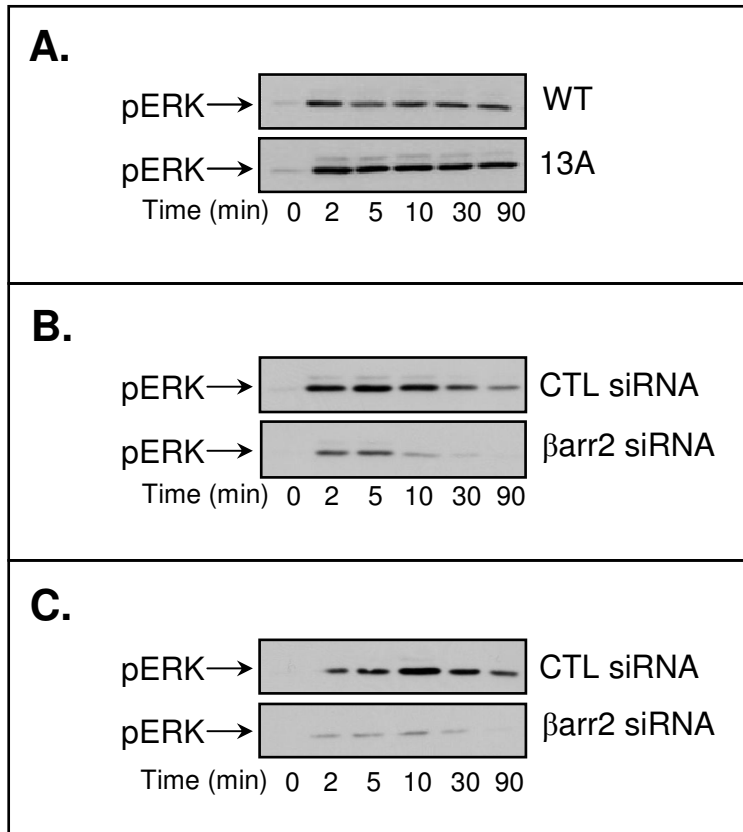 A.
pERK→ WT
pERK→ 13A
Time (min) 0 2 5 10 30 90
B.
pERK→ CTL siRNA
pERK→ βarr2 siRNA
Time (min) 0 2 5 10 30 90
C.
pERK→ CTL siRNA
pERK→ βarr2 siRNA
Time (min) 0 2 5 10 30 90